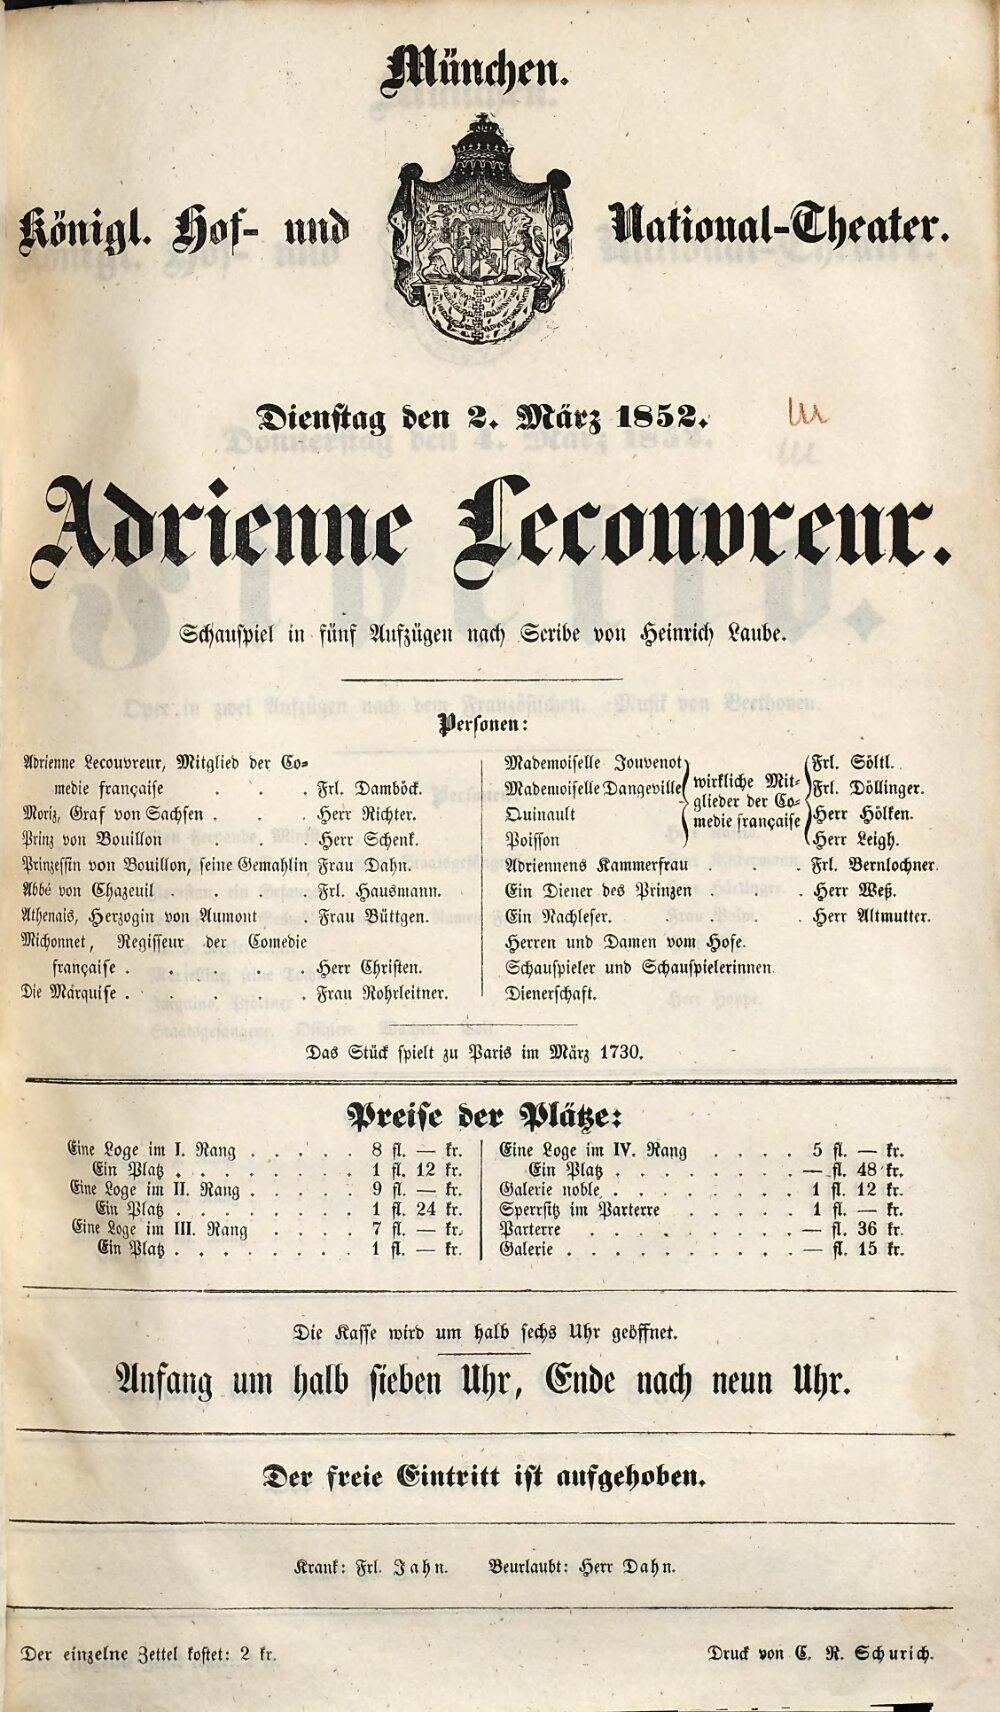 München.
Königl. Hof- und National-Theater.
Dienstag den 2. März 1852.
Adrienne Lecouvreur.
Schauspiel in fünf Aufzügen nach Scribe von Heinrich Laube.
Personen:
Adrienne Lecouvreur, Mitglied der Co-
medie française . . . Frl. Damböck.
Moriz, Graf von Sachsen . . . Herr Richter.
Prinz von Bouillon . . . Herr Schenk.
Prinzessin von Bouillon, seine Gemahlin Frau Dahn.
Abbé von Chazeuil . . . . Frl. Hausmann.
Athenais, Herzogin von Aumont . Frau Büttgen.
Michonnet, Regisseur der Comedie
française . . . . . Herr Christen.
Die Marquise . . . . . Frau Rohrleitner.
Mademoiselle Jouvenot Frl. Söltl.
Mademoiselle Dangeville Frl. Döllinger.
Quinault Herr Hölken.
Poisson Herr Leigh.
wirkliche Mit-
glieder der Co-
medie française
Adriennens Kammerfrau . . . Frl. Bernlochner.
Ein Diener des Prinzen . . . Herr Weß.
Ein Nachleser. . . . Herr Altmutter.
Herren und Damen vom Hofe.
Schauspieler und Schauspielerinnen.
Dienerschaft.
Das Stück spielt zu Paris im März 1730.
Preise der Plätze:
Eine Loge im I. Rang . . . . . 8 fl. — kr.
Ein Platz . . . . . . . . 1 fl. 12 kr.
Eine Loge im II. Rang . . . . . 9 fl. — kr.
Ein Platz . . . . . . . . 1 fl. 24 kr.
Eine Loge im III. Rang . . . . . 7 fl. — kr.
Ein Platz . . . . . . . . 1 fl. — kr.
Eine Loge im IV. Rang . . . . 5 fl. — kr.
Ein Platz . . . . . . . . — fl. 48 kr.
Galerie noble . . . . . . . . 1 fl. 12 kr.
Sperrsitz im Parterre . . . . . 1 fl. — kr.
Parterre . . . . . . . . — fl. 36 kr.
Galerie . . . . . . . . . — fl. 15 kr.
Die Kasse wird um halb sechs Uhr geöffnet.
Anfang um halb sieben Uhr, Ende nach neun Uhr.
Der freie Eintritt ist aufgehoben.
Krank: Frl. Jahn. Beurlaubt: Herr Dahn.
Der einzelne Zettel kostet: 2 kr. Druck von C. R. Schurich.